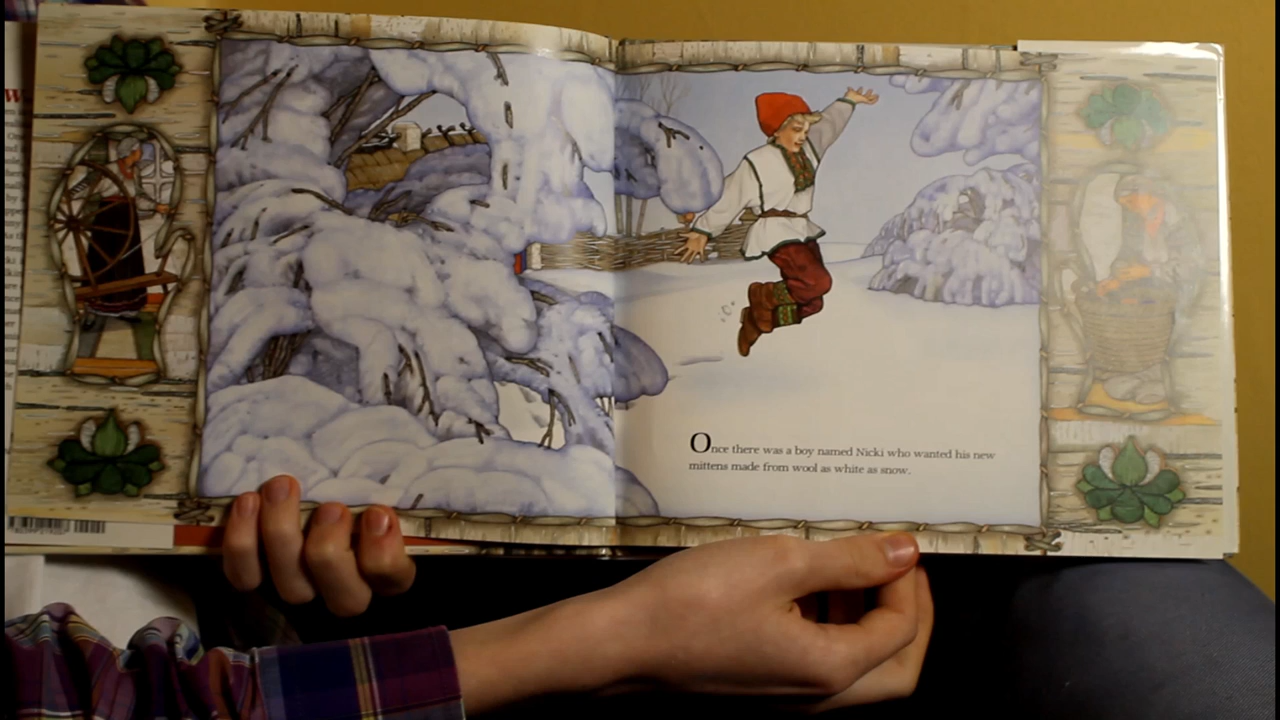 Once there was a boy named Nicki who wanted his new
mittens made from wool as white as snow.